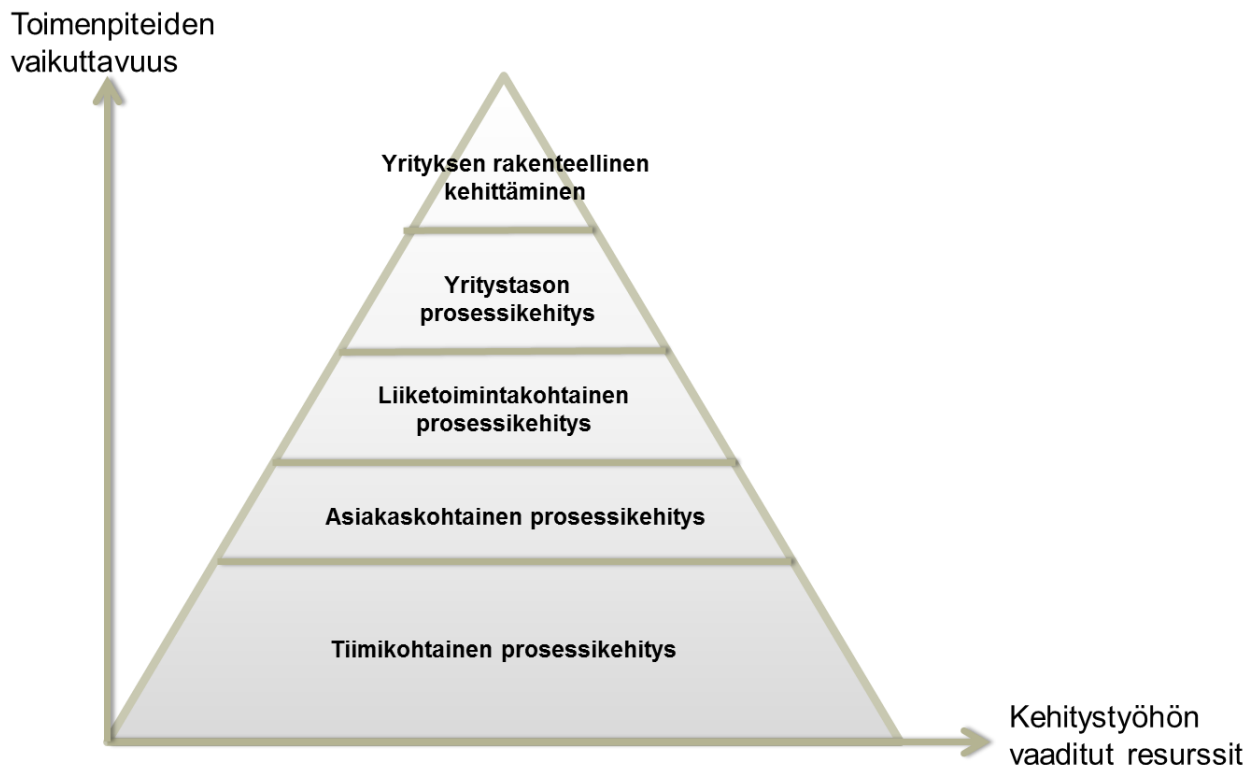 Toimenpiteiden
vaikuttavuus
Yrityksen rakenteellinen
kehittäminen
Yritystason
prosessikehitys
Liiketoimintakohtainen
prosessikehitys
Asiakaskohtainen prosessikehitys
Tiimikohtainen prosessikehitys
Kehitystyöhön
vaaditut resurssit